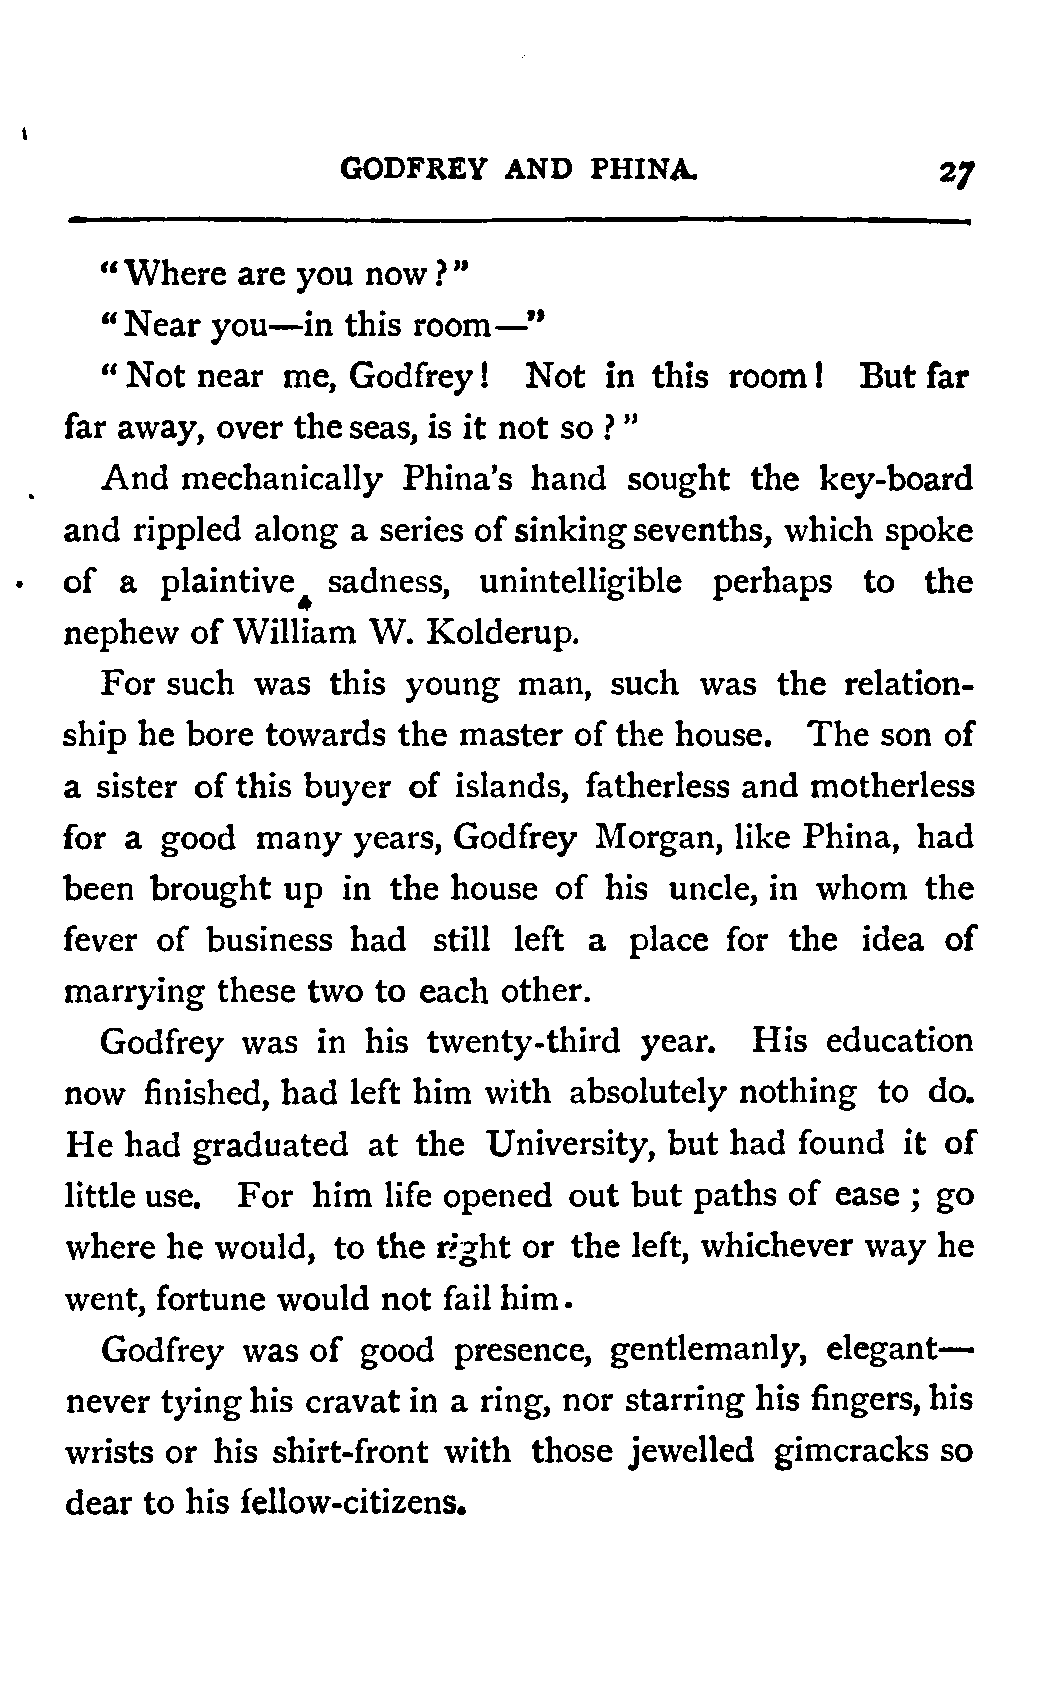 GODFREY AND PHINA. 27
"Where are you now?"
"Near you—in this room—"
"Not near me, Godfrey! Not in this room! But far
far away, over the seas, is it not so?"
And mechanically Phina's hand sought the key-board
and rippled along a series of sinking sevenths, which spoke
of a plaintive sadness, unintelligible perhaps to the
nephew of William W. Kolderup.
For such was this young man, such was the relation-
ship he bore towards the master of the house. The son of
a sister of this buyer of islands, fatherless and motherless
for a good many years, Godfrey Morgan, like Phina, had
been brought up in the house of his uncle, in whom the
fever of business had still left a place for the idea of
marrying these two to each other.
Godfrey was in his twenty-third year. His education
now finished, had left him with absolutely nothing to do.
He had graduated at the University, but had found it of
little use. For him life opened out but paths of ease; go
where he would, to the right or the left, whichever way he
went, fortune would not fail him.
Godfrey was of good presence, gentlemanly, elegant—
never tying his cravat in a ring, nor starring his fingers, his
wrists or his shirt-front with those jewelled gimcracks so
dear to his fellow-citizens.